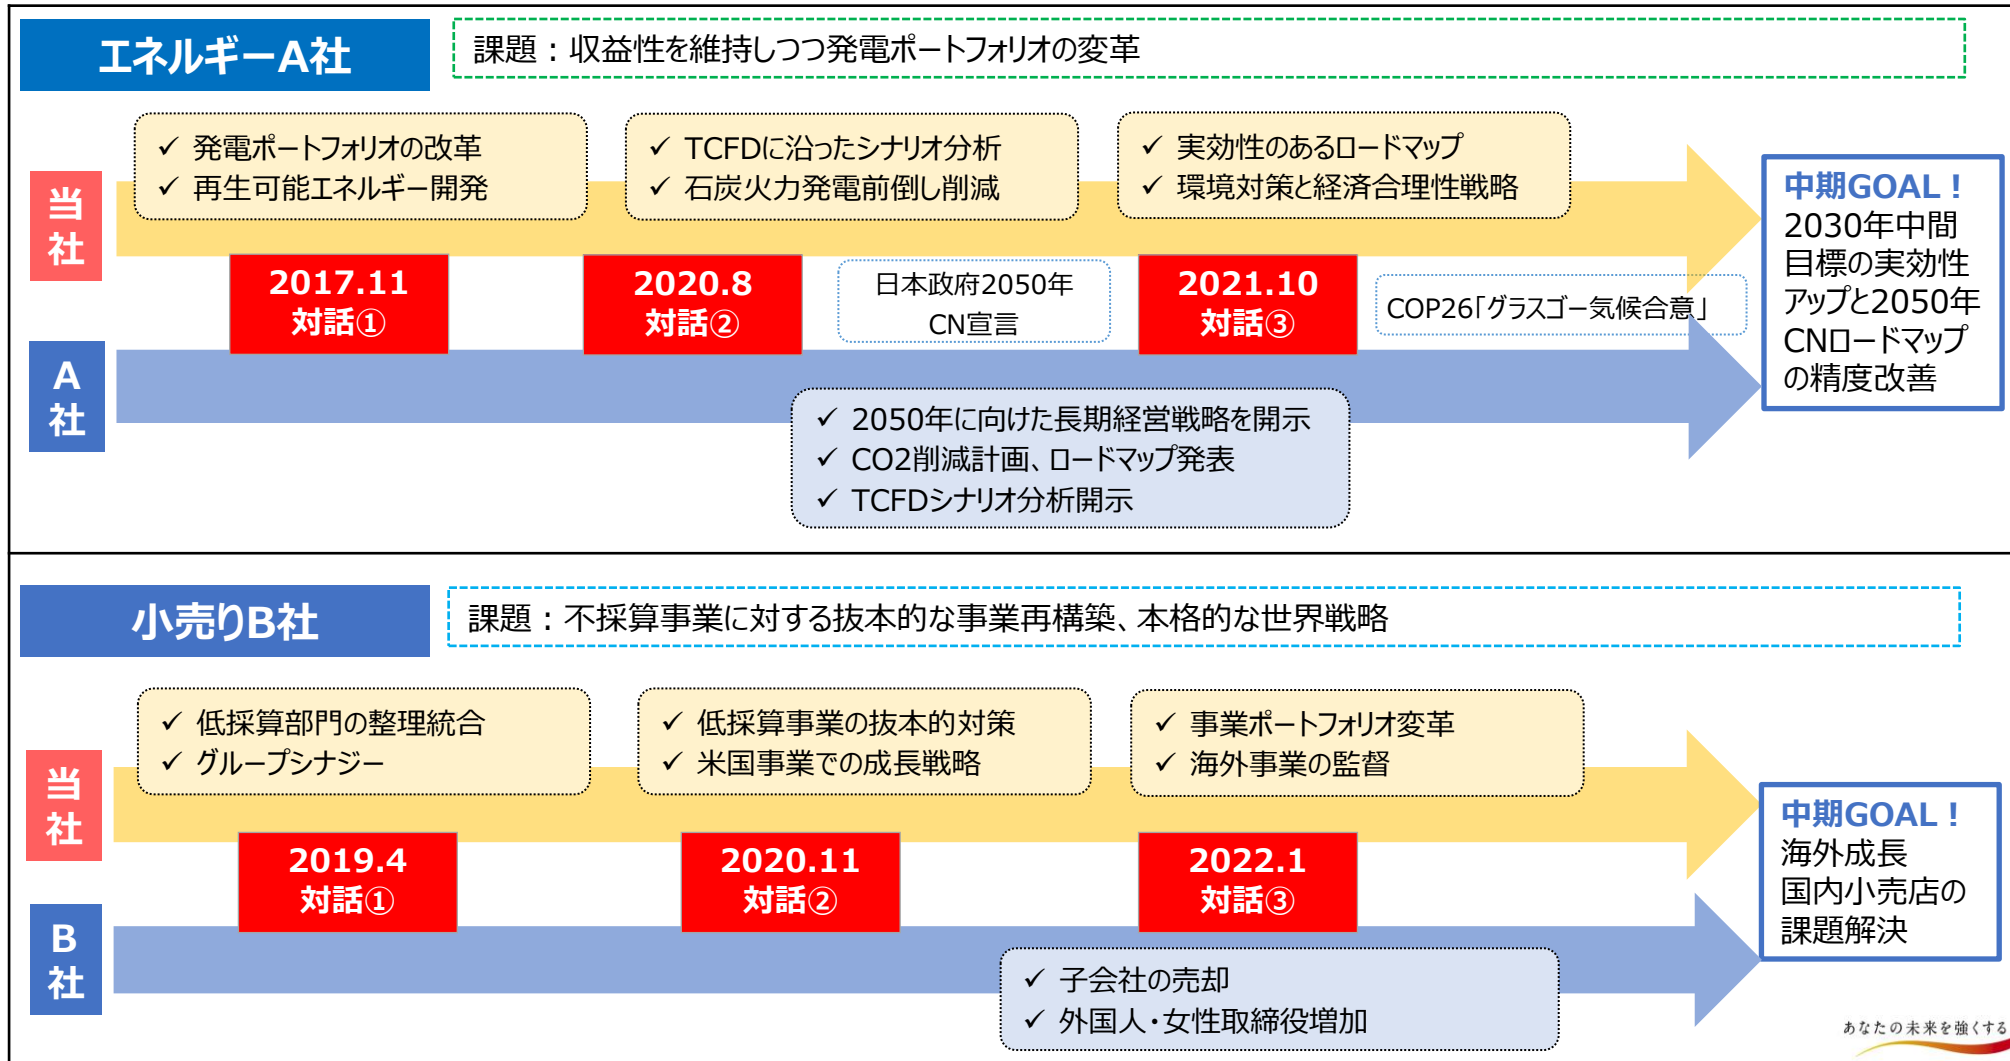 エネルギーA社
課題：収益性を維持しつつ発電ポートフォリオの変革
✓ 発電ポートフォリオの改革
✓ 再生可能エネルギー開発
✓ TCFDに沿ったシナリオ分析
✓ 石炭火力発電前倒し削減
✓ 実効性のあるロードマップ
✓ 環境対策と経済合理性戦略
当
社
2017.11
対話①
2020.8
対話②
日本政府2050年
CN宣言
2021.10
対話③
COP26「グラスゴー気候合意」
A
社
✓ 2050年に向けた長期経営戦略を開示
✓ CO2削減計画、ロードマップ発表
✓ TCFDシナリオ分析開示
中期GOAL！
2030年中間
目標の実効性
アップと2050年
CNロードマップ
の精度改善
小売りB社
課題：不採算事業に対する抜本的な事業再構築、本格的な世界戦略
✓ 低採算部門の整理統合
✓ グループシナジー
✓ 低採算事業の抜本的対策
✓ 米国事業での成長戦略
✓ 事業ポートフォリオ変革
✓ 海外事業の監督
当
社
2019.4
対話①
2020.11
対話②
2022.1
対話③
B
社
✓ 子会社の売却
✓ 外国人・女性取締役増加
中期GOAL！
海外成長
国内小売店の
課題解決
あなたの未来を強くする